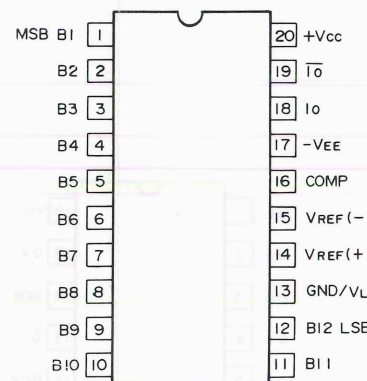 MSB B1 1 20 +Vcc
B2 2 19 Io
B3 3 18 Io
B4 4 17 -VEE
B5 5 16 COMP
B6 6 15 VREF(-
B7 7 14 VREF(+
B8 8 13 GND/VL
B9 9 12 B12 LSB
B10 10 11 B11